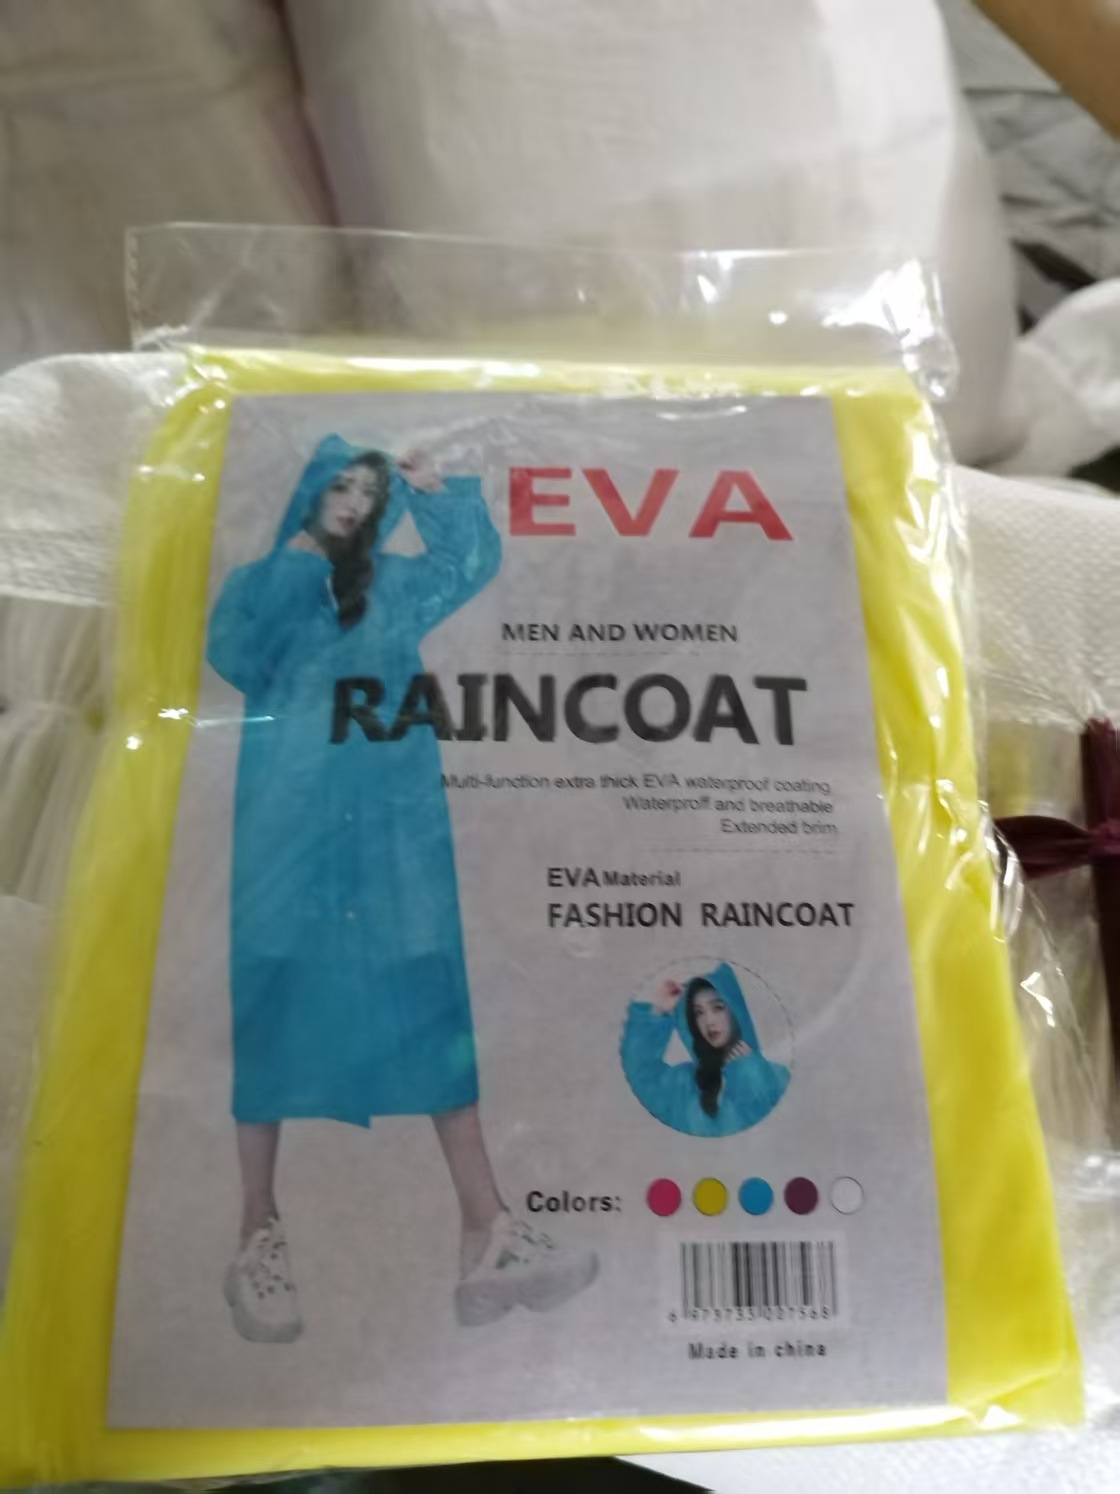 EVA
MEN AND WOMEN
RAINCOAT
Multi-function extra thick EVA waterproof coating
Waterproff and breathable
Extended brim
EVA Material
FASHION RAINCOAT
Colors:
Made in china